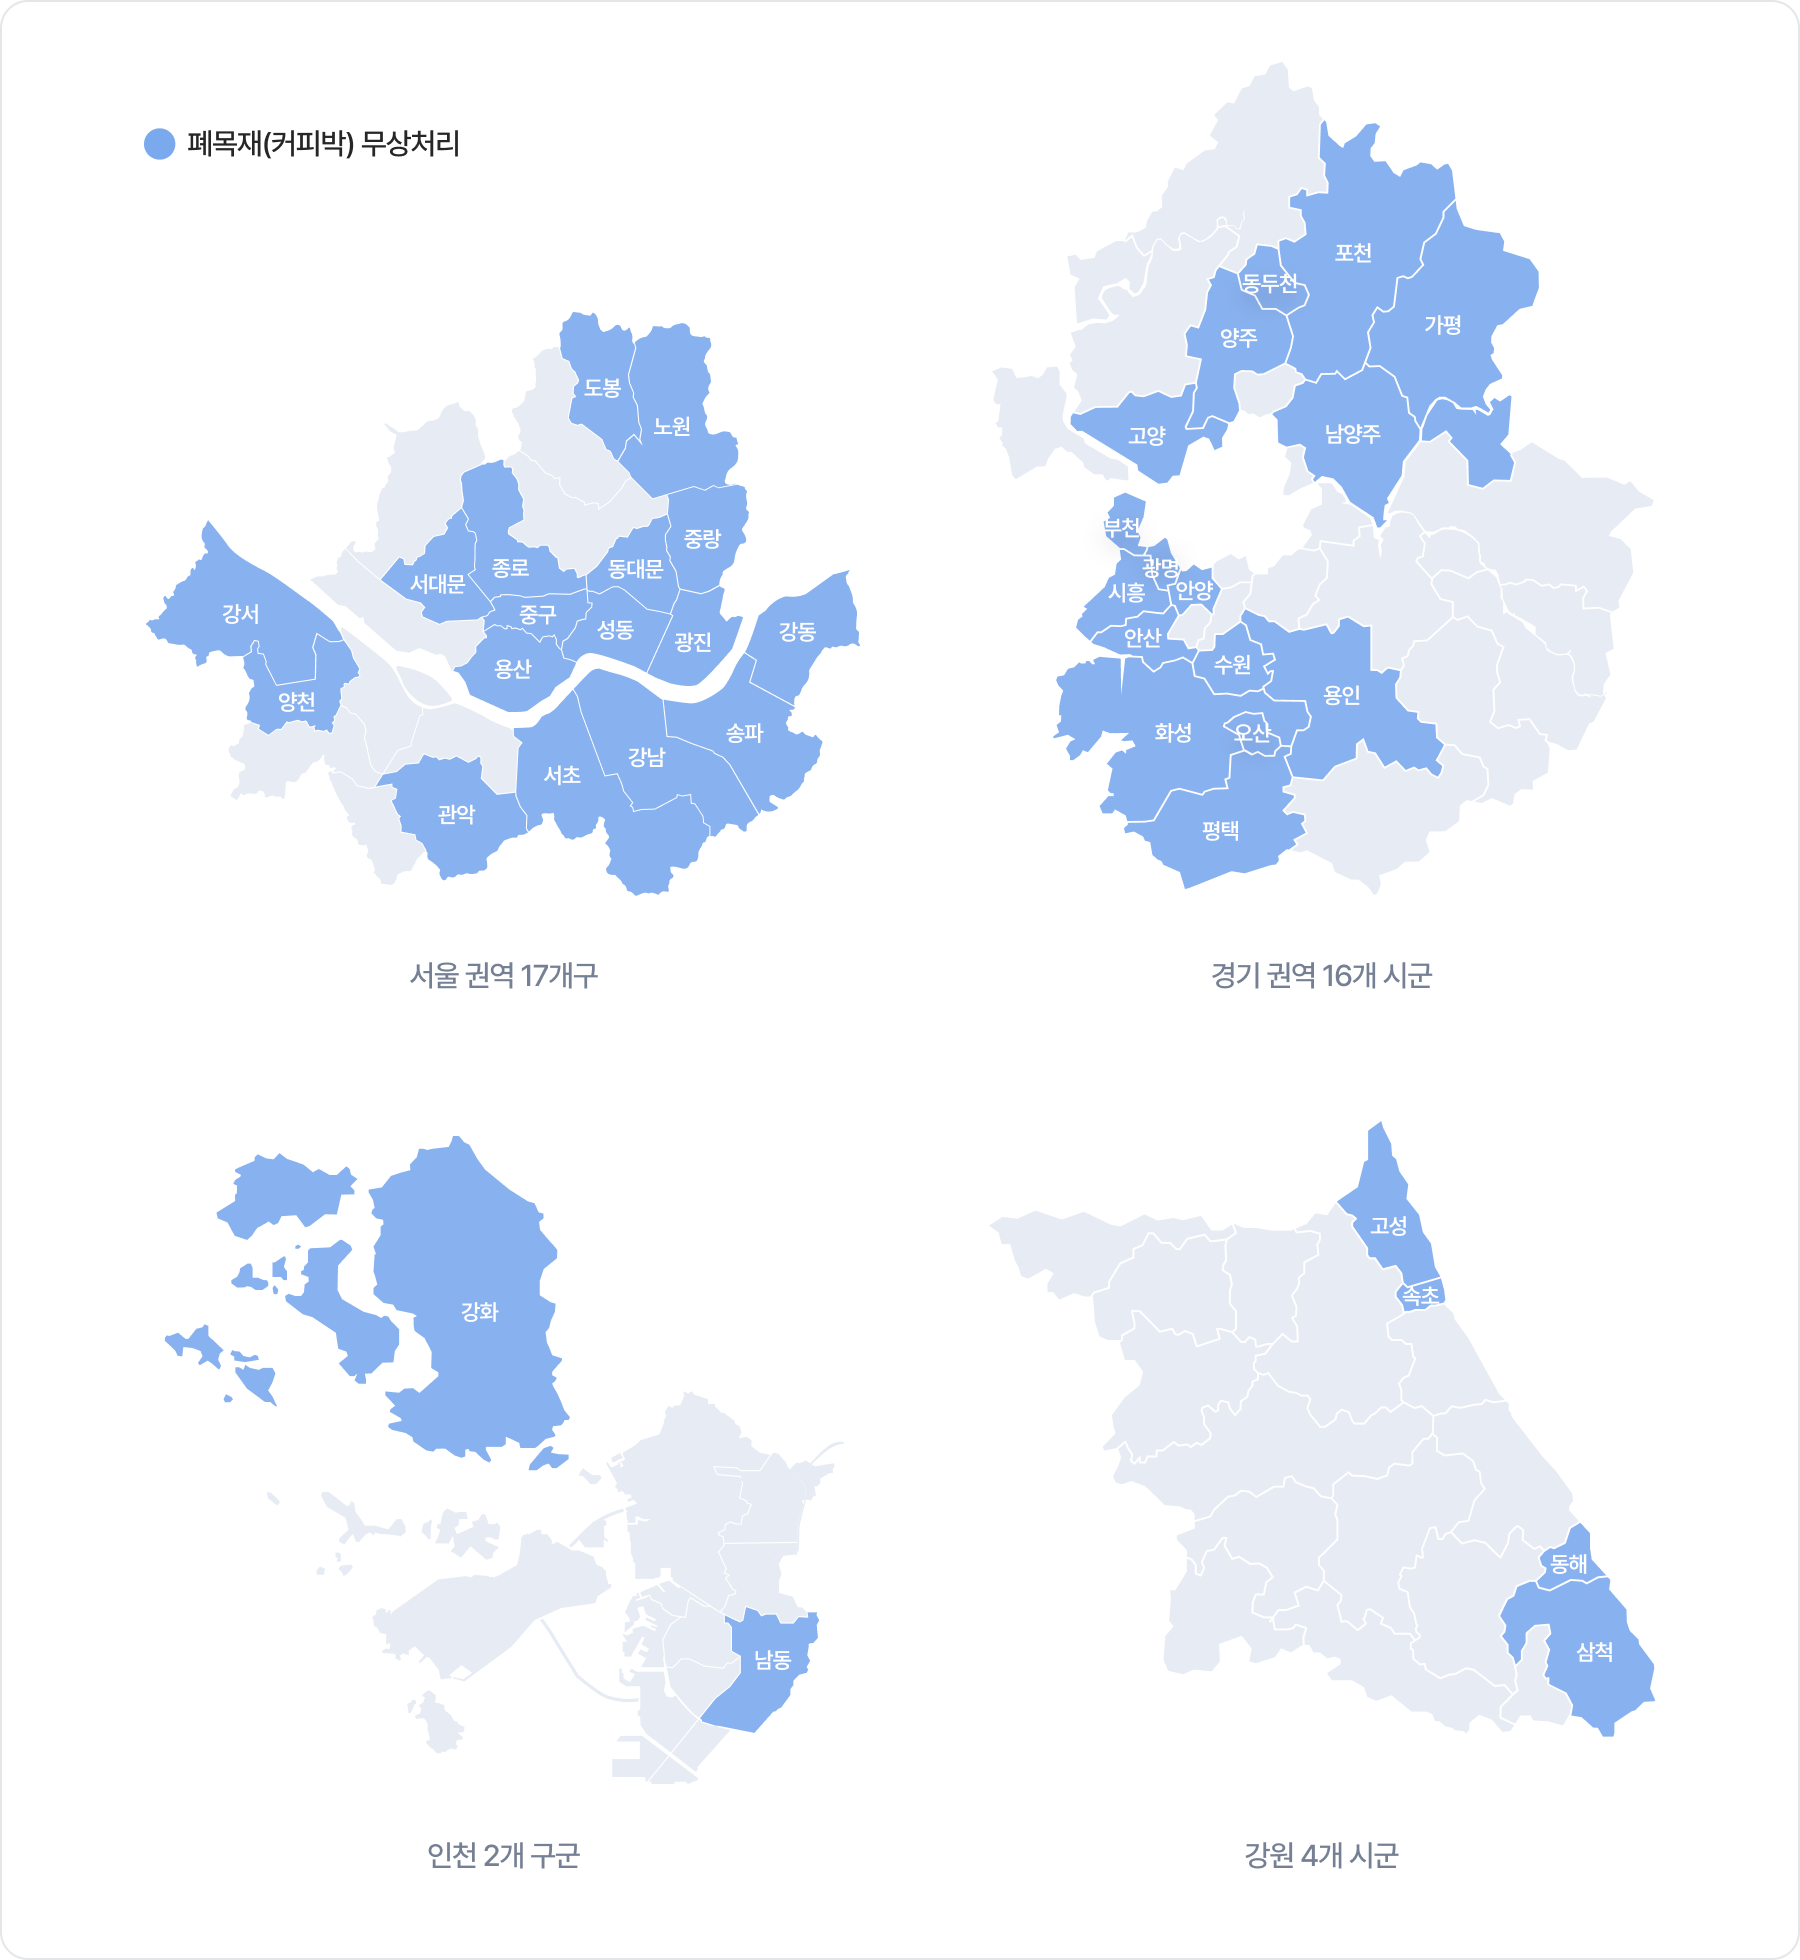 폐목재(커피박) 무상처리
도봉
노원
중랑
강서
서대문
종로
동대문
중구
성동
광진
강동
용산
양천
송파
강남
서초
관악
서울 권역 17개구
포천
동두천
가평
양주
고양
남양주
부천
광명
시흥
안양
안산
수원
용인
화성
오산
평택
경기 권역 16개 시군
강화
남동
인천 2개 구군
고성
속초
동해
삼척
강원 4개 시군